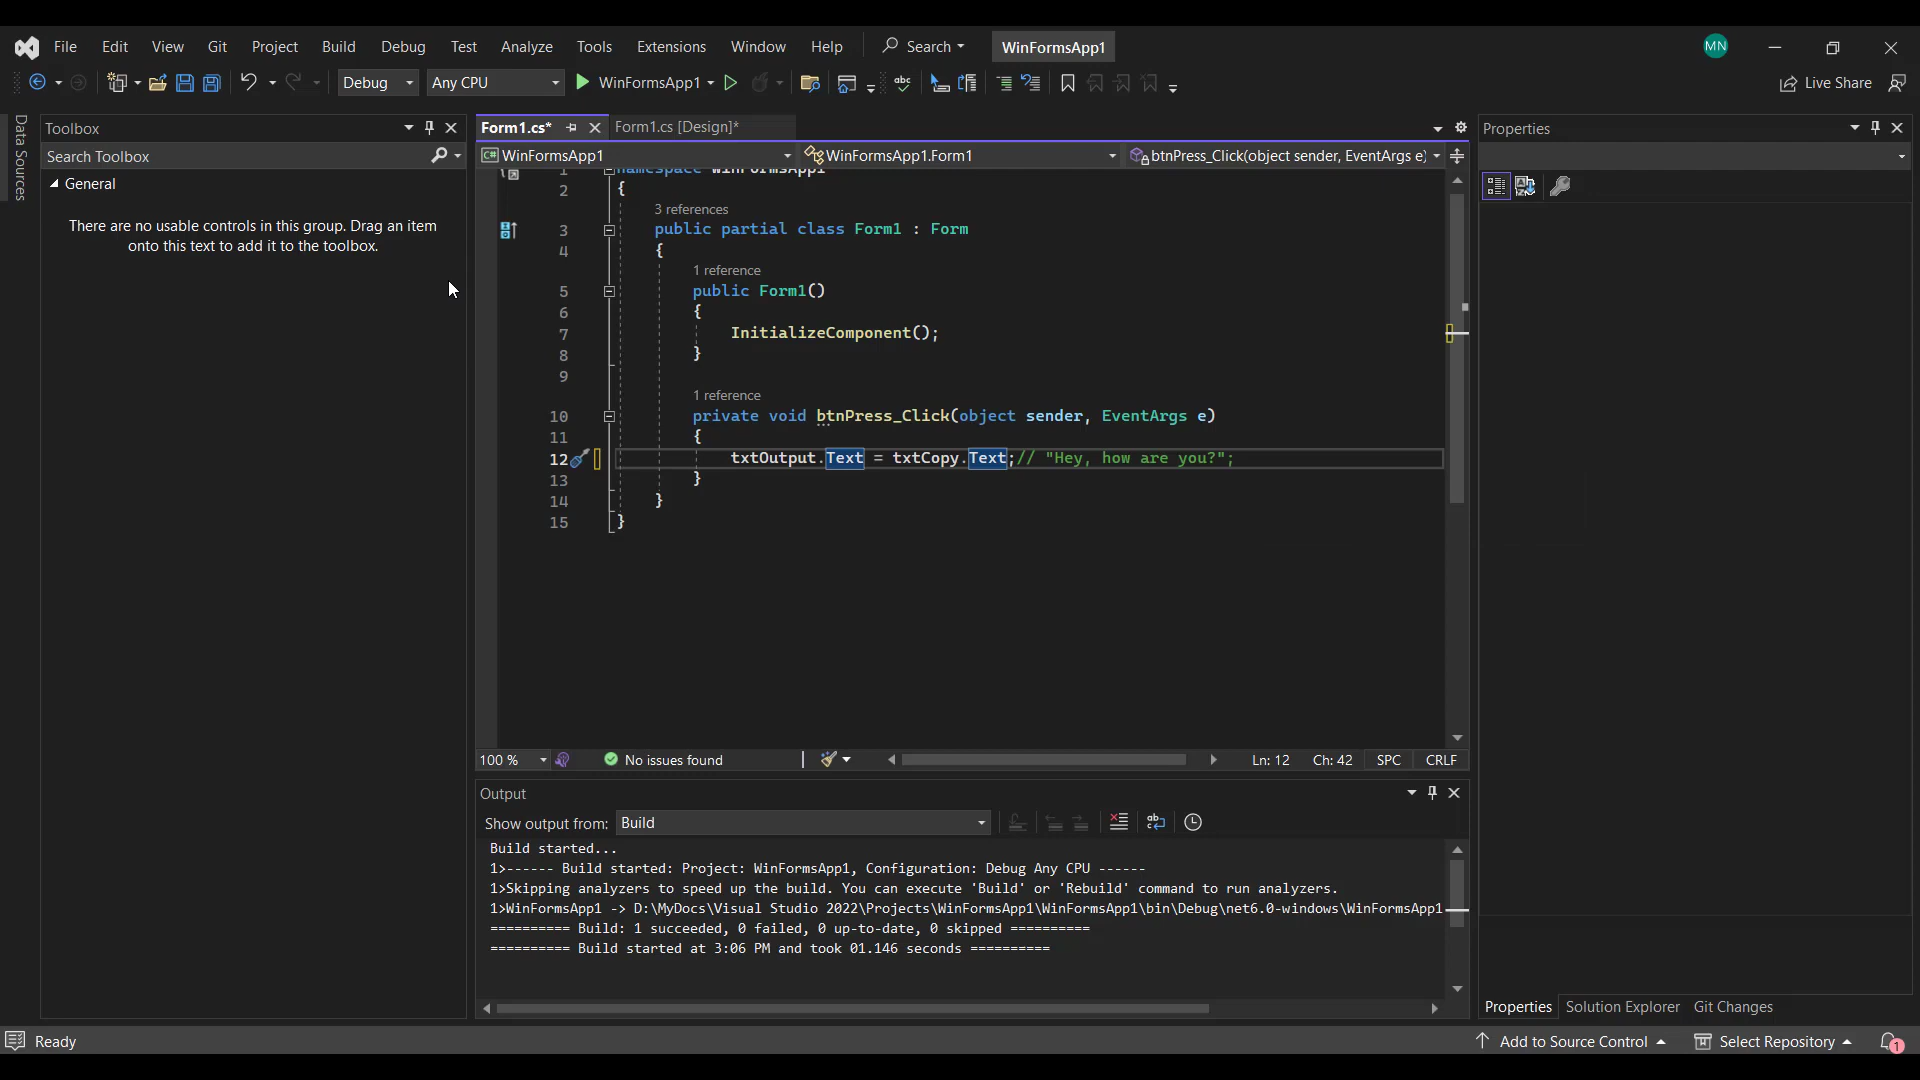 File Edit View Git Project Build Debug Test Analyze Tools Extensions Window Help Search WinFormsApp1 MN
Debug Any CPU WinFormsApp1 Live Share
Data Sources
Toolbox
Search Toolbox
General
There are no usable controls in this group. Drag an item
onto this text to add it to the toolbox.
Form1.cs* Form1.cs [Design]*
WinFormsApp1 WinFormsApp1.Form1 btnPress_Click(object sender, EventArgs e)
1 namespace WinFormsApp1
2 {
3 references
3 public partial class Form1 : Form
4 {
1 reference
5 public Form1()
6 {
7 InitializeComponent();
8 }
9
1 reference
10 private void btnPress_Click(object sender, EventArgs e)
11 {
12 txtOutput.Text = txtCopy.Text;// "Hey, how are you?";
13 }
14 }
15 }
100 % No issues found Ln: 12 Ch: 42 SPC CRLF
Output
Show output from: Build
Build started...
1>------ Build started: Project: WinFormsApp1, Configuration: Debug Any CPU ------
1>Skipping analyzers to speed up the build. You can execute 'Build' or 'Rebuild' command to run analyzers.
1>WinFormsApp1 -> D:\MyDocs\Visual Studio 2022\Projects\WinFormsApp1\WinFormsApp1\bin\Debug\net6.0-windows\WinFormsApp1
========== Build: 1 succeeded, 0 failed, 0 up-to-date, 0 skipped ==========
========== Build started at 3:06 PM and took 01.146 seconds ==========
Properties
Properties Solution Explorer Git Changes
Ready Add to Source Control Select Repository 1